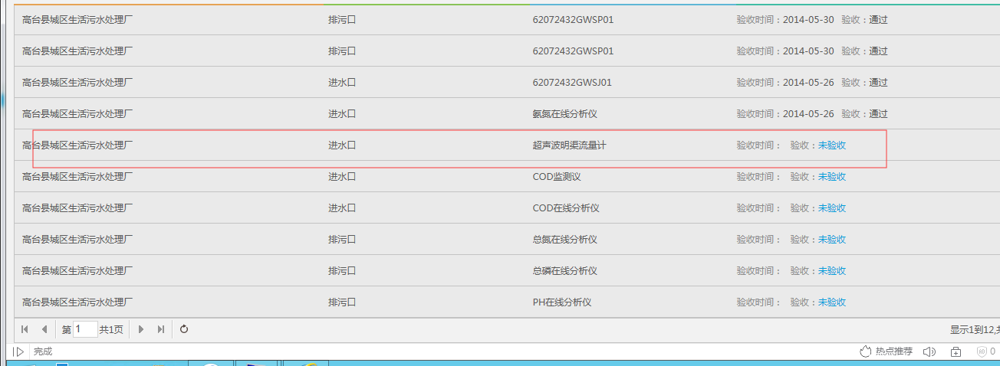 高台县城区生活污水处理厂 排污口 62072432GWSP01 验收时间：2014-05-30 验收：通过
高台县城区生活污水处理厂 排污口 62072432GWSP01 验收时间：2014-05-30 验收：通过
高台县城区生活污水处理厂 进水口 62072432GWSJ01 验收时间：2014-05-26 验收：通过
高台县城区生活污水处理厂 进水口 氨氮在线分析仪 验收时间：2014-05-26 验收：通过
高台县城区生活污水处理厂 进水口 超声波明渠流量计 验收时间： 验收：未验收
高台县城区生活污水处理厂 进水口 COD监测议 验收时间： 验收：未验收
高台县城区生活污水处理厂 进水口 COD在线分析仪 验收时间： 验收：未验收
高台县城区生活污水处理厂 排污口 总氮在线分析仪 验收时间： 验收：未验收
高台县城区生活污水处理厂 排污口 总磷在线分析仪 验收时间： 验收：未验收
高台县城区生活污水处理厂 排污口 PH在线分析仪 验收时间： 验收：未验收
第 1 共1页 显示1到12,
完成 热点推荐 AD 0